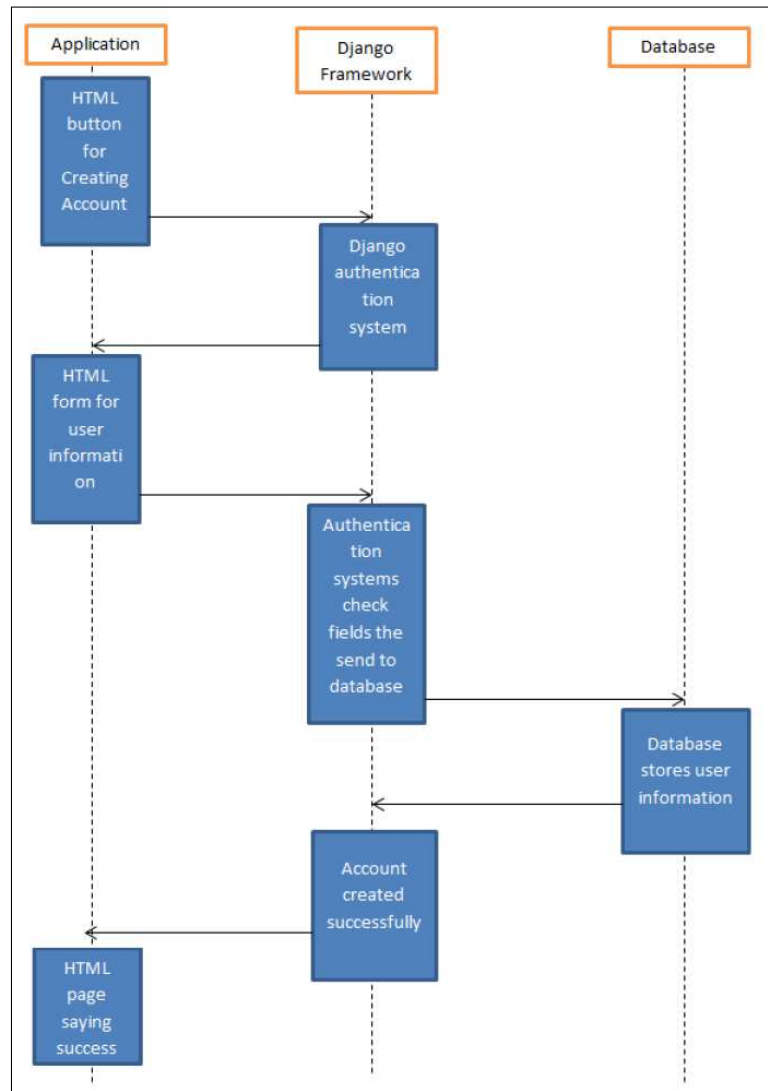 Application
Django
Framework
Database
HTML
button
for
Creating
Account
Django
authentica
tion
system
HTML
form for
user
informati
on
Authentica
tion
systems
check
fields the
send to
database
Database
stores user
information
Account
created
successfully
HTML
page
saying
success